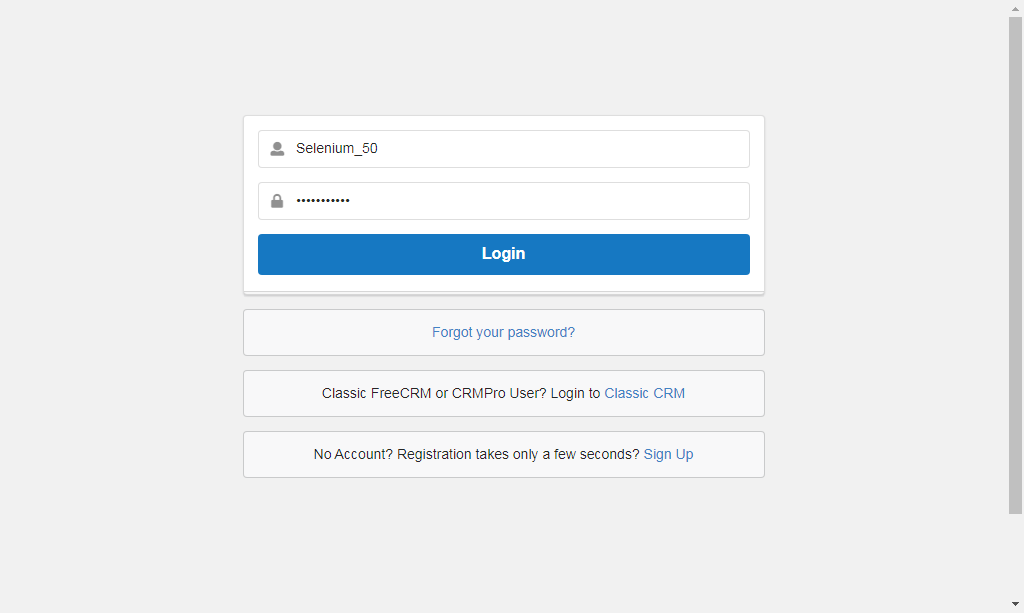 Selenium_50
•••••••••••
Login
Forgot your password?
Classic FreeCRM or CRMPro User? Login to Classic CRM
No Account? Registration takes only a few seconds? Sign Up